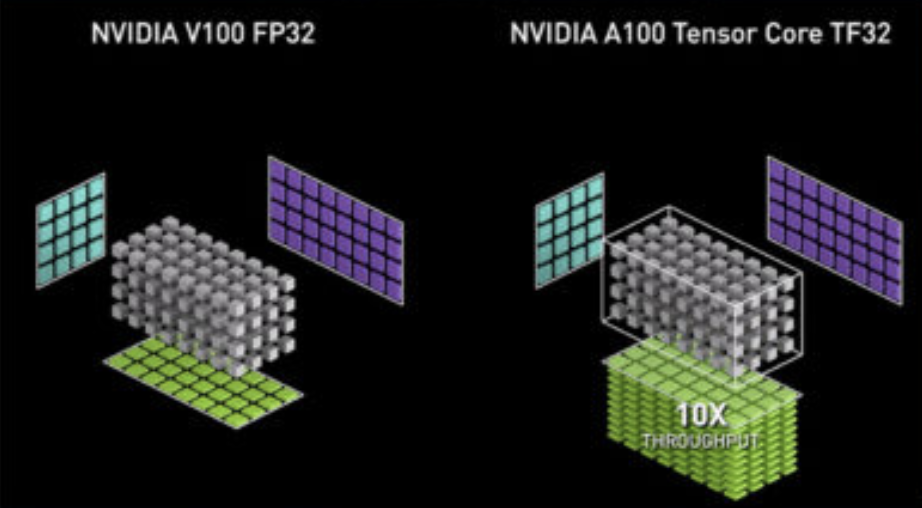 NVIDIA V100 FP32
NVIDIA A100 Tensor Core TF32
10X
THROUGHPUT